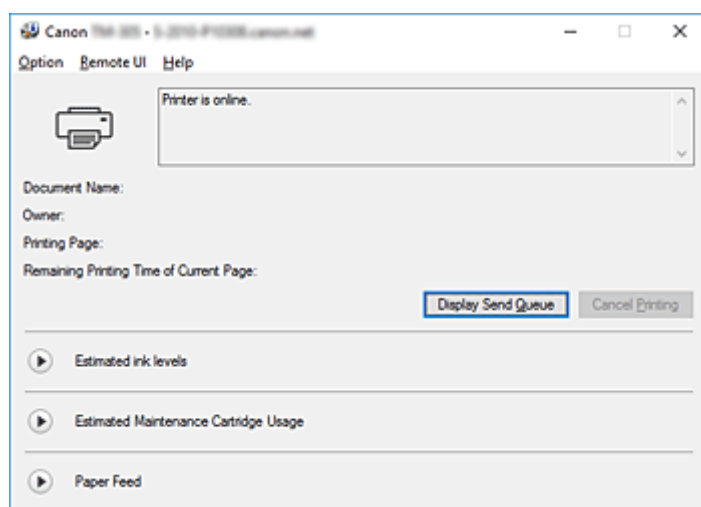 Canon
Option Remote UI Help
Printer is online.
Document Name:
Owner:
Printing Page:
Remaining Printing Time of Current Page:
Display Send Queue Cancel Printing
Estimated ink levels
Estimated Maintenance Cartridge Usage
Paper Feed